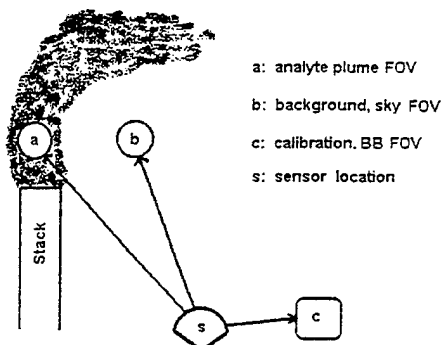 a: analyte plume FOV
a
b
b: background, sky FOV
c: calibration. BB FOV
s: sensor location
Stack
s
c